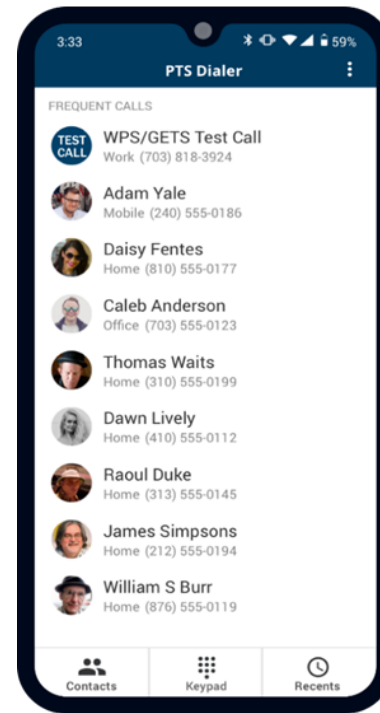 3:33 59%
PTS Dialer
FREQUENT CALLS
TEST
CALL
WPS/GETS Test Call
Work (703) 818-3924
Adam Yale
Mobile (240) 555-0186
Daisy Fentes
Home (810) 555-0177
Caleb Anderson
Office (703) 555-0123
Thomas Waits
Home (310) 555-0199
Dawn Lively
Home (410) 555-0112
Raoul Duke
Home (313) 555-0145
James Simpsons
Home (212) 555-0194
William S Burr
Home (876) 555-0119
Contacts Keypad Recents